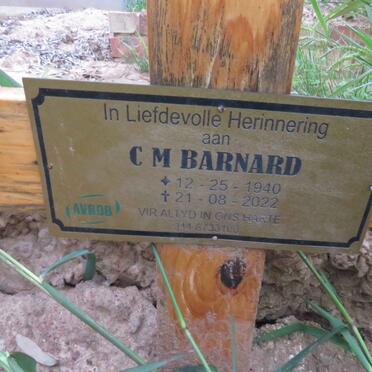 In Liefdevolle Herinnering
aan
C M BARNARD
✦ 12 - 25 - 1940
✝ 21 - 08 - 2022
AVBOB
VIR ALTYD IN ONS HARTE